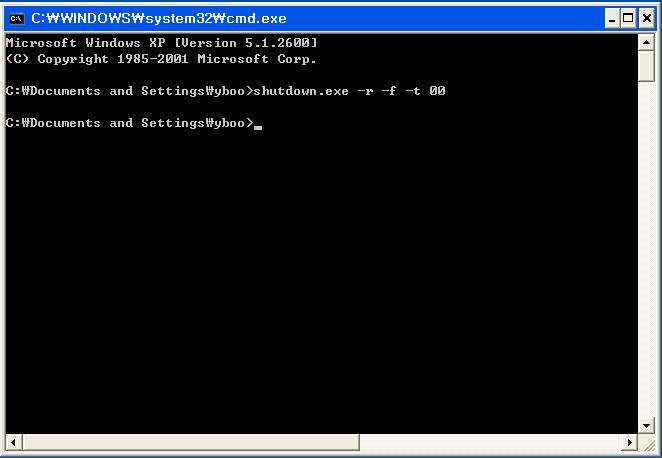 C:₩WINDOWS₩system32₩cmd.exe
Microsoft Windows XP [Version 5.1.2600]
(C) Copyright 1985-2001 Microsoft Corp.
C:₩Documents and Settings₩yboo>shutdown.exe -r -f -t 00
C:₩Documents and Settings₩yboo>_